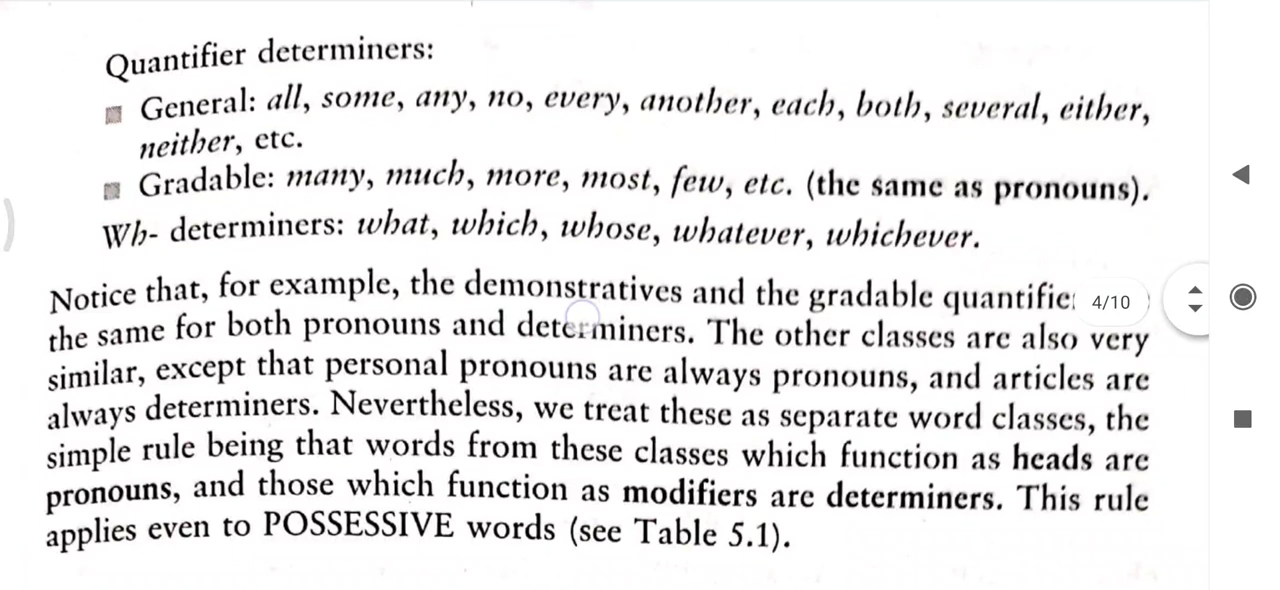 Quantifier determiners:
General: all, some, any, no, every, another, each, both, several, either,
neither, etc.
Gradable: many, much, more, most, few, etc. (the same as pronouns).
Wh- determiners: what, which, whose, whatever, whichever.
Notice that, for example, the demonstratives and the gradable
4/10
the same for both pronouns and determiners. The other classes are also very
similar, except that personal pronouns are always pronouns, and articles are
always determiners. Nevertheless, we treat these as separate word classes, the
simple rule being that words from these classes which function as heads are
pronouns, and those which function as modifiers are determiners. This rule
applies even to POSSESSIVE words (see Table 5.1).